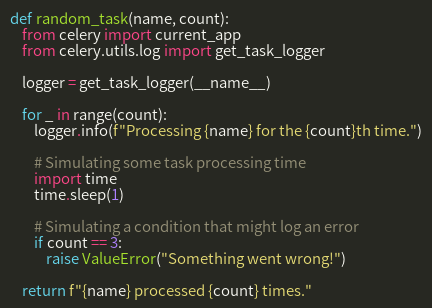 def random_task(name, count):
    from celery import current_app
    from celery.utils.log import get_task_logger

    logger = get_task_logger(__name__)

    for _ in range(count):
        logger.info(f"Processing {name} for the {count}th time.")

        # Simulating some task processing time
        import time
        time.sleep(1)

        # Simulating a condition that might log an error
        if count == 3:
            raise ValueError("Something went wrong!")

    return f"{name} processed {count} times."